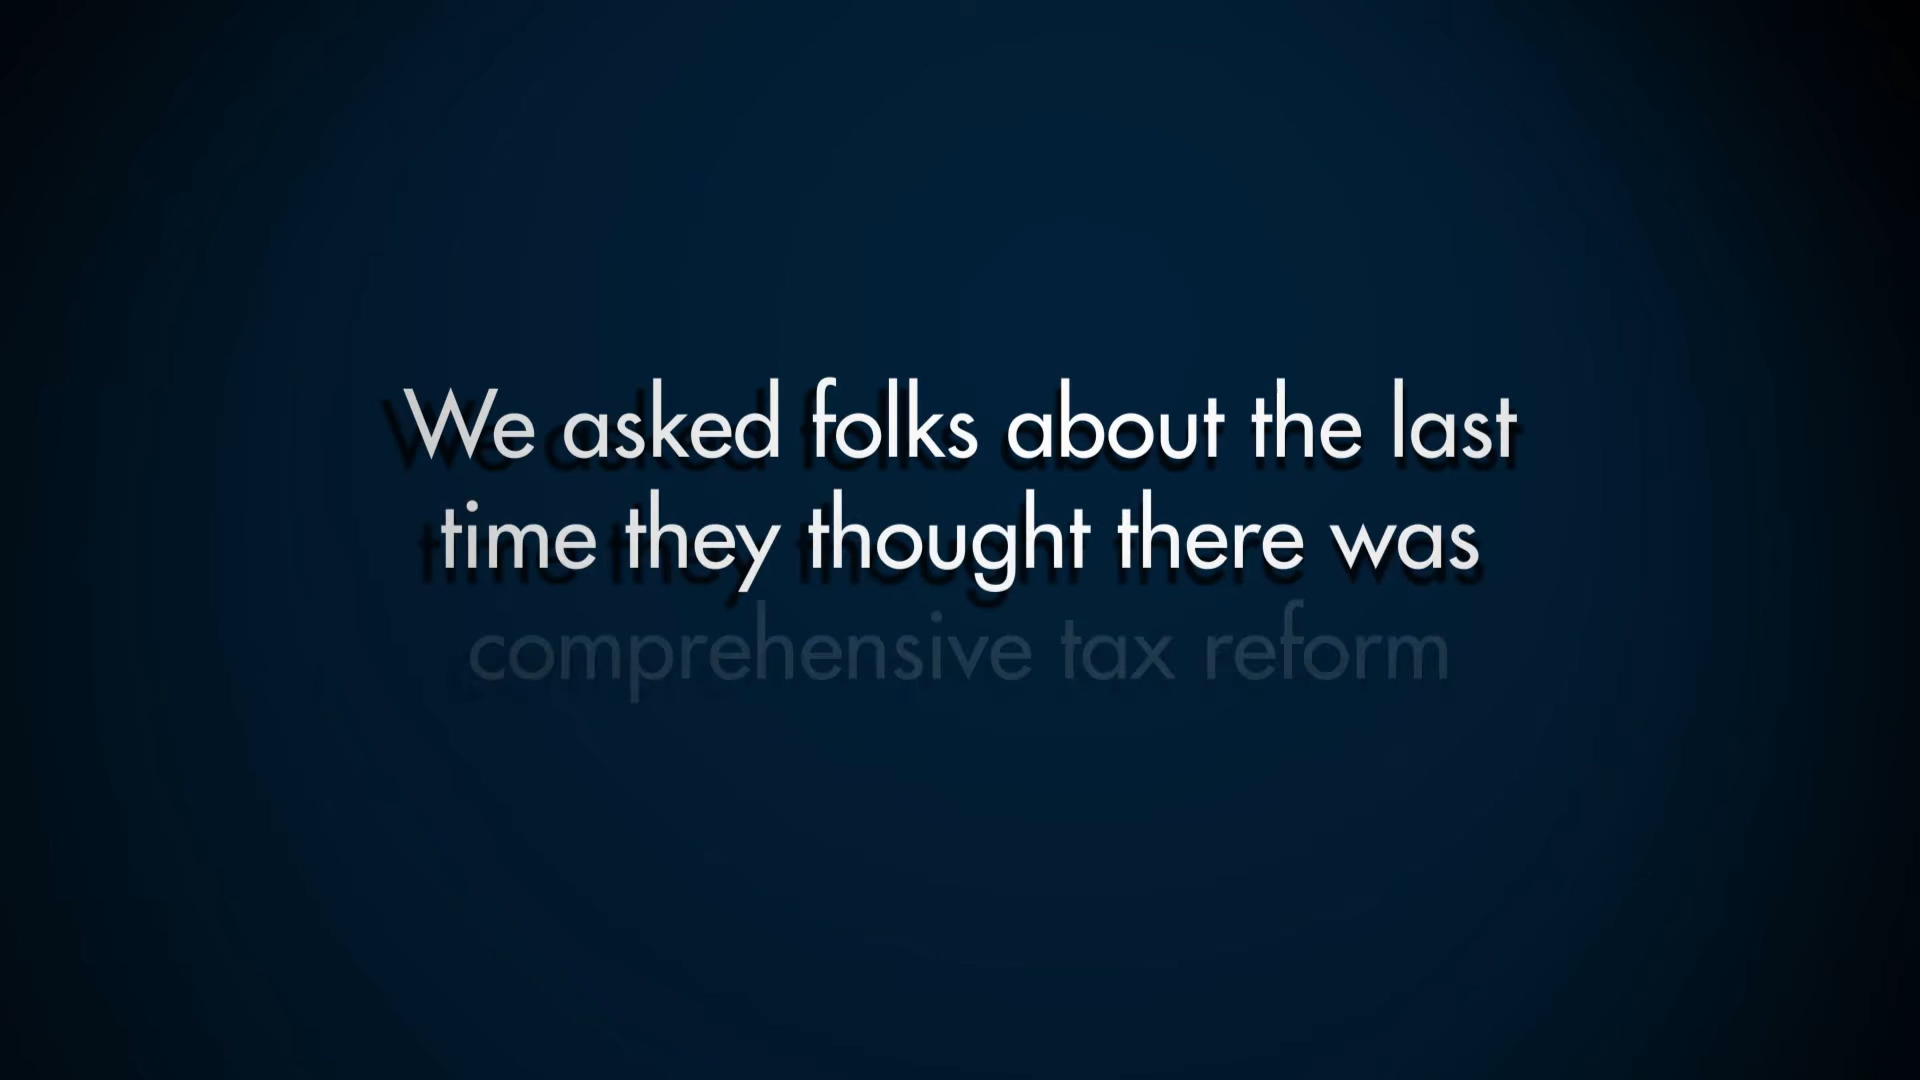 We asked folks about the last
time they thought there was
comprehensive tax reform